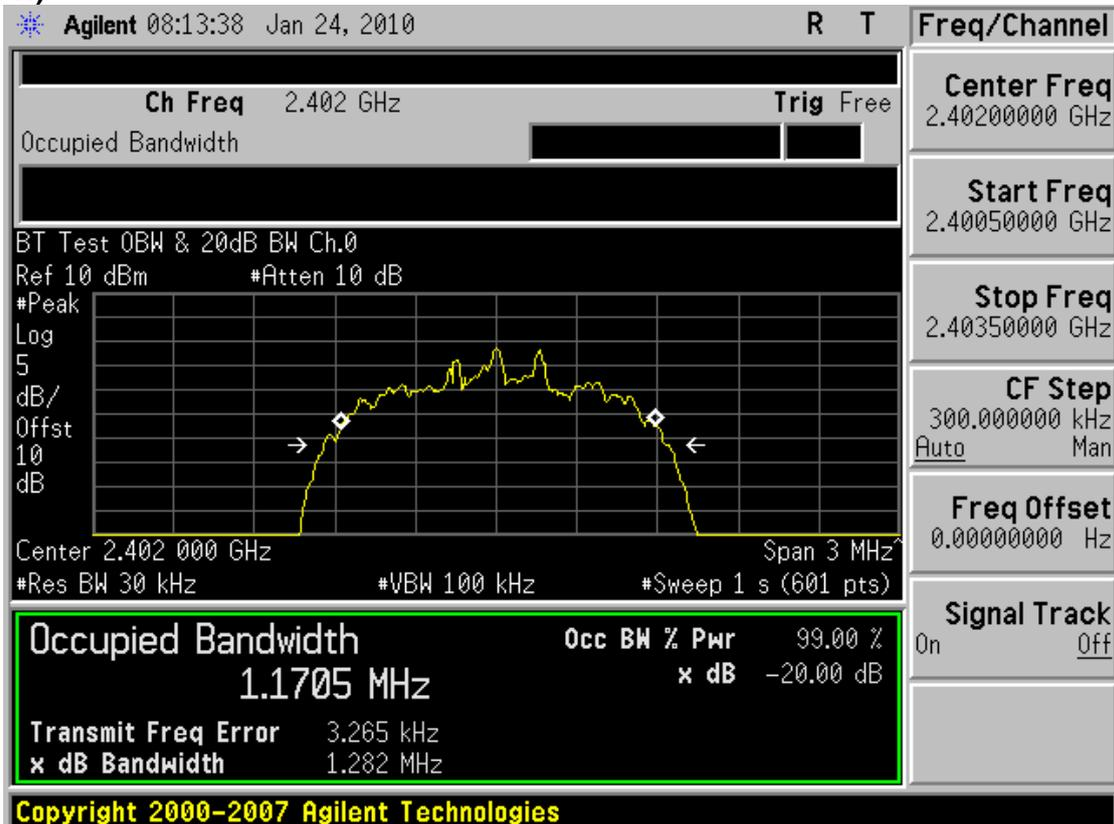 Agilent 08:13:38 Jan 24, 2010 R T
Ch Freq 2.402 GHz Trig Free
Occupied Bandwidth
BT Test OBW & 20dB BW Ch.0
Ref 10 dBm #Atten 10 dB
#Peak
Log
5
dB/
Offst
10
dB
Center 2.402 000 GHz Span 3 MHz^
#Res BW 30 kHz #VBW 100 kHz #Sweep 1 s (601 pts)
Occupied Bandwidth Occ BW % Pwr 99.00 %
1.1705 MHz x dB -20.00 dB
Transmit Freq Error 3.265 kHz
x dB Bandwidth 1.282 MHz
Copyright 2000-2007 Agilent Technologies
Freq/Channel
Center Freq
2.40200000 GHz
Start Freq
2.40050000 GHz
Stop Freq
2.40350000 GHz
CF Step
300.000000 kHz
Auto Man
Freq Offset
0.00000000 Hz
Signal Track
On Off